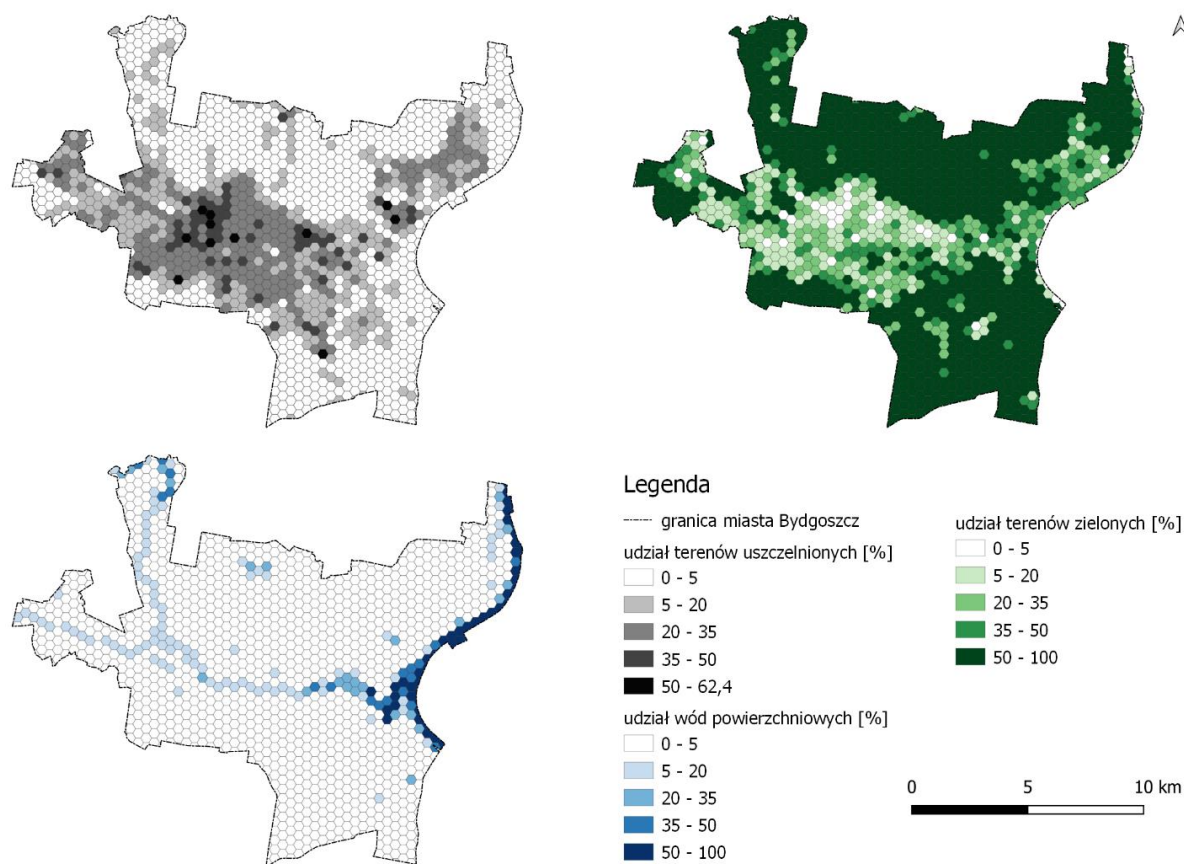 Legenda
granica miasta Bydgoszcz
udział terenów uszczelnionych [%]
0 - 5
5 - 20
20 - 35
35 - 50
50 - 62,4
udział wód powierzchniowych [%]
0 - 5
5 - 20
20 - 35
35 - 50
50 - 100
udział terenów zielonych [%]
0 - 5
5 - 20
20 - 35
35 - 50
50 - 100
0 5 10 km